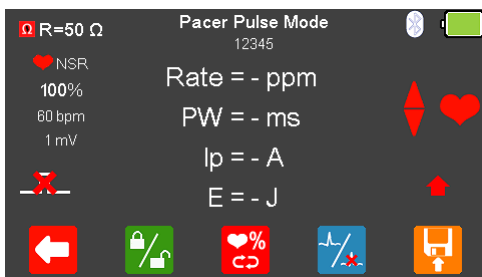 Ω R=50 Ω
Pacer Pulse Mode
12345
NSR
100%
60 bpm
1 mV
Rate = - ppm
PW = - ms
Ip = - A
E = - J
%